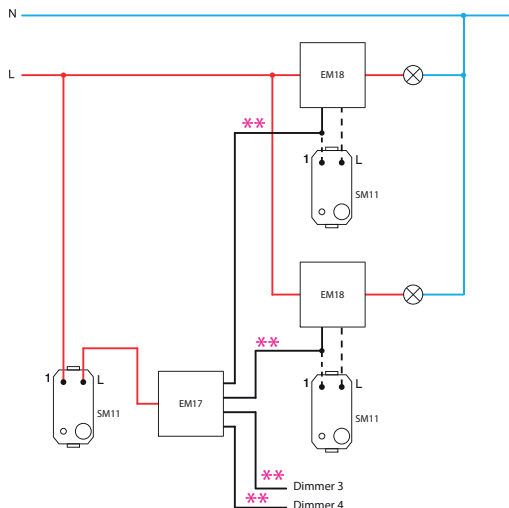 N
L
EM18
**
1
L
SM11
EM18
**
1
L
SM11
1
L
SM11
EM17
**
Dimmer 3
**
Dimmer 4